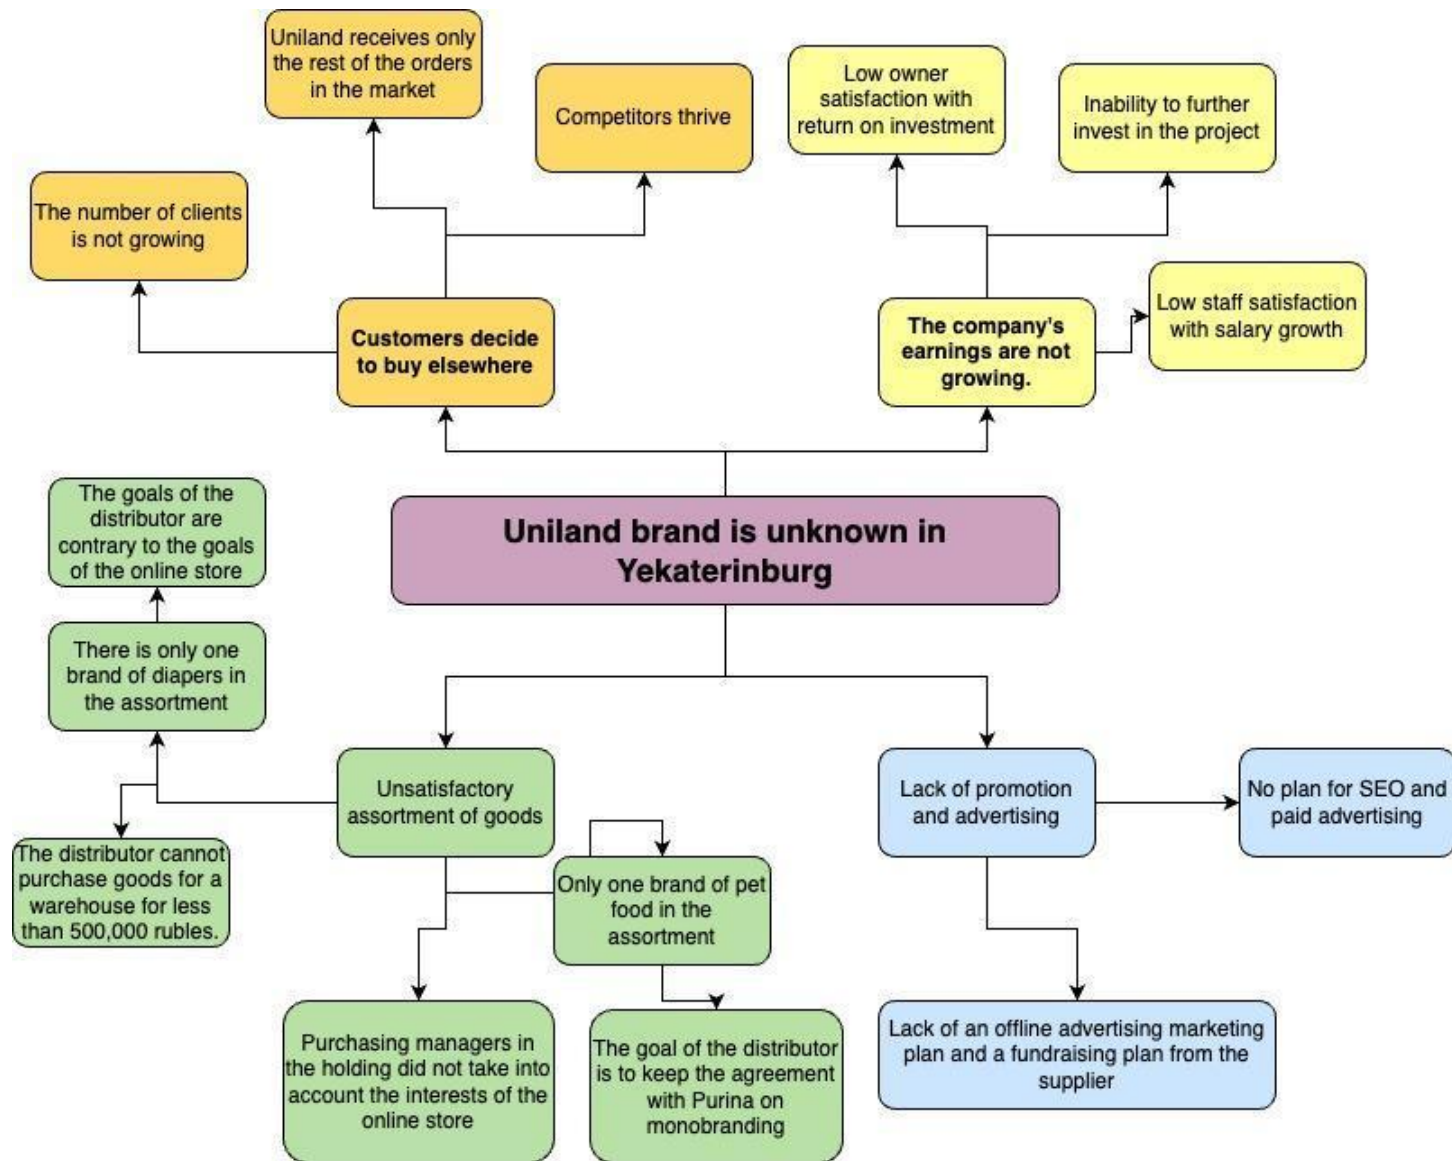 Uniland receives only
the rest of the orders
in the market
Competitors thrive
Low owner
satisfaction with
return on investment
Inability to further
invest in the project
The number of clients
is not growing
Customers decide
to buy elsewhere
The company's
earnings are not
growing.
Low staff satisfaction
with salary growth
The goals of the
distributor are
contrary to the goals
of the online store
Uniland brand is unknown in
Yekaterinburg
There is only one
brand of diapers in
the assortment
Unsatisfactory
assortment of goods
Lack of promotion
and advertising
No plan for SEO and
paid advertising
The distributor cannot
purchase goods for a
warehouse for less
than 500,000 rubles.
Only one brand of pet
food in the
assortment
Purchasing managers in
the holding did not take into
account the interests of the
online store
The goal of the distributor
is to keep the agreement
with Purina on
monobranding
Lack of an offline advertising marketing
plan and a fundraising plan from the
supplier